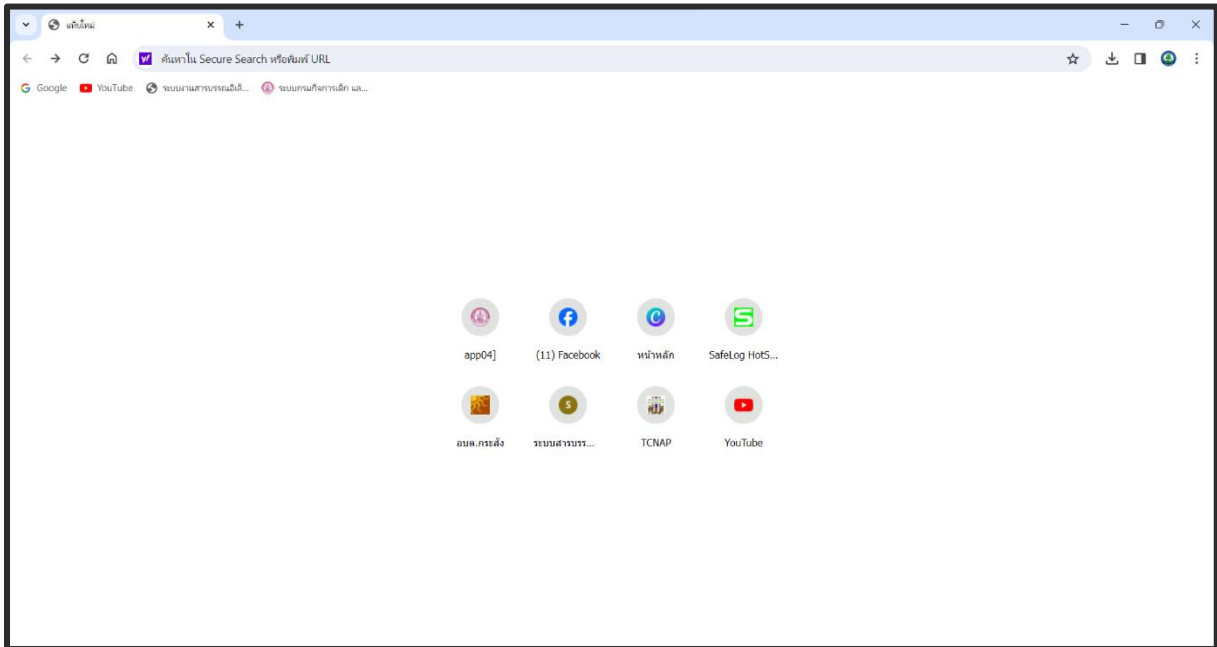 แท็บใหม่
ค้นหาใน Secure Search หรือพิมพ์ URL
Google YouTube ระบบงานสารบรรณอิเล็... ระบบกรมกิจการเด็ก แล...
app04] (11) Facebook หน้าหลัก SafeLog HotS...
อบต.กระสัง ระบบสารบรร... TCNAP YouTube